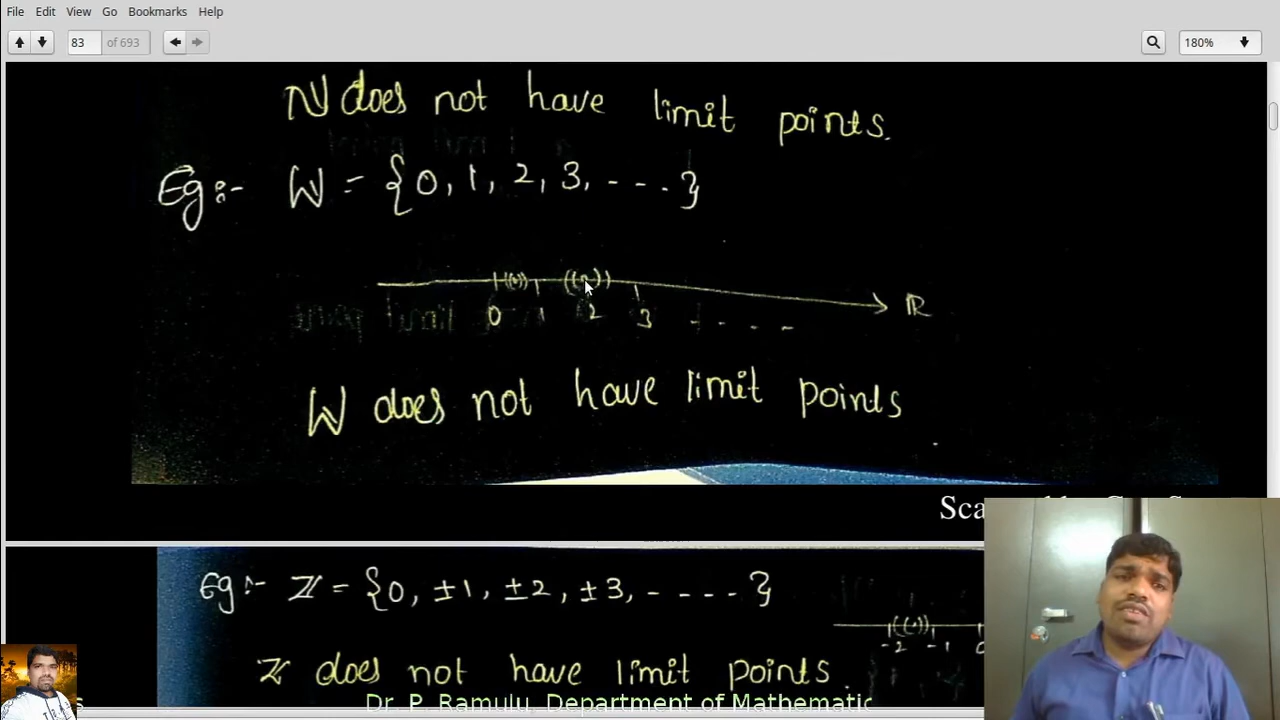 File Edit View Go Bookmarks Help
83 of 693 180%
ℕ does not have limit points.
Eg:- W = {0, 1, 2, 3, - - - . }
0 1 2 3 - - - - ℝ
W does not have limit points
Eg:- ℤ = {0, ±1, ±2, ±3, - - - - . }
-2 -1
ℤ does not have limit points.
Dr. P. Ramulu, Department of Mathematic